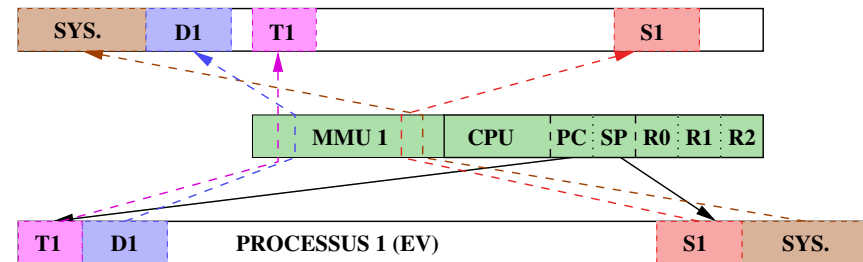 SYS. D1 T1 S1
MMU 1 CPU PC SP R0 R1 R2
T1 D1 PROCESSUS 1 (EV) S1 SYS.